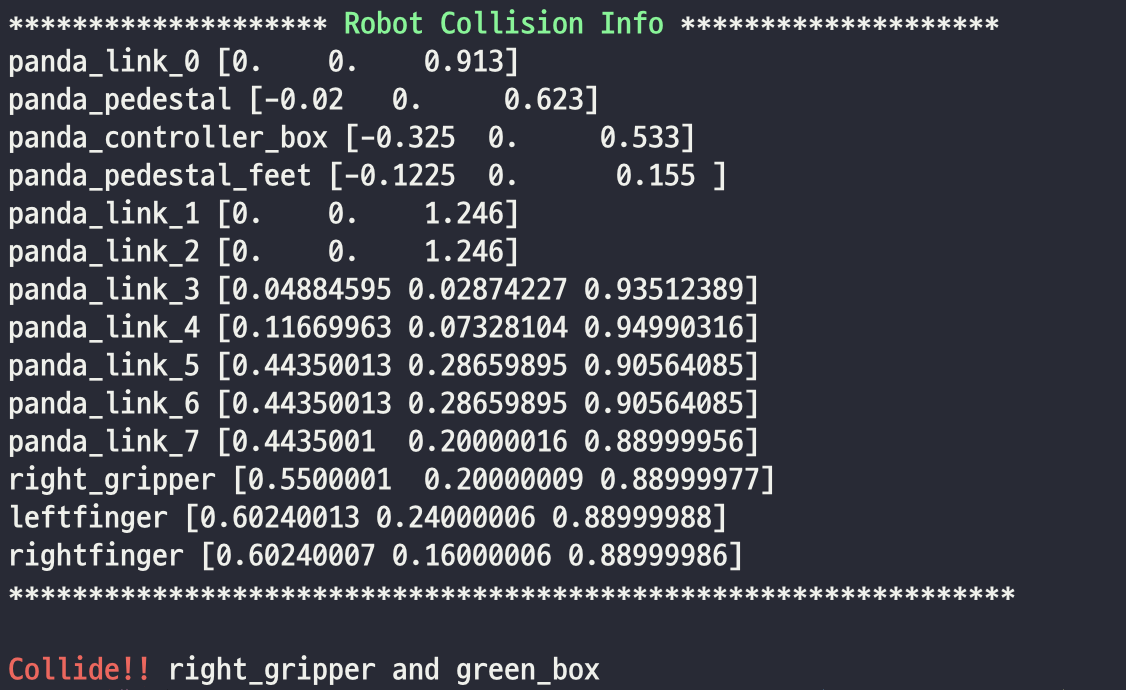 ******************** Robot Collision Info ********************
panda_link_0 [0.    0.    0.913]
panda_pedestal [-0.02   0.     0.623]
panda_controller_box [-0.325  0.     0.533]
panda_pedestal_feet [-0.1225  0.      0.155 ]
panda_link_1 [0.    0.    1.246]
panda_link_2 [0.    0.    1.246]
panda_link_3 [0.04884595 0.02874227 0.93512389]
panda_link_4 [0.11669963 0.07328104 0.94990316]
panda_link_5 [0.44350013 0.28659895 0.90564085]
panda_link_6 [0.44350013 0.28659895 0.90564085]
panda_link_7 [0.4435001  0.20000016 0.88999956]
right_gripper [0.5500001  0.20000009 0.88999977]
leftfinger [0.60240013 0.24000006 0.88999988]
rightfinger [0.60240007 0.16000006 0.88999986]
***************************************************************
Collide!! right_gripper and green_box